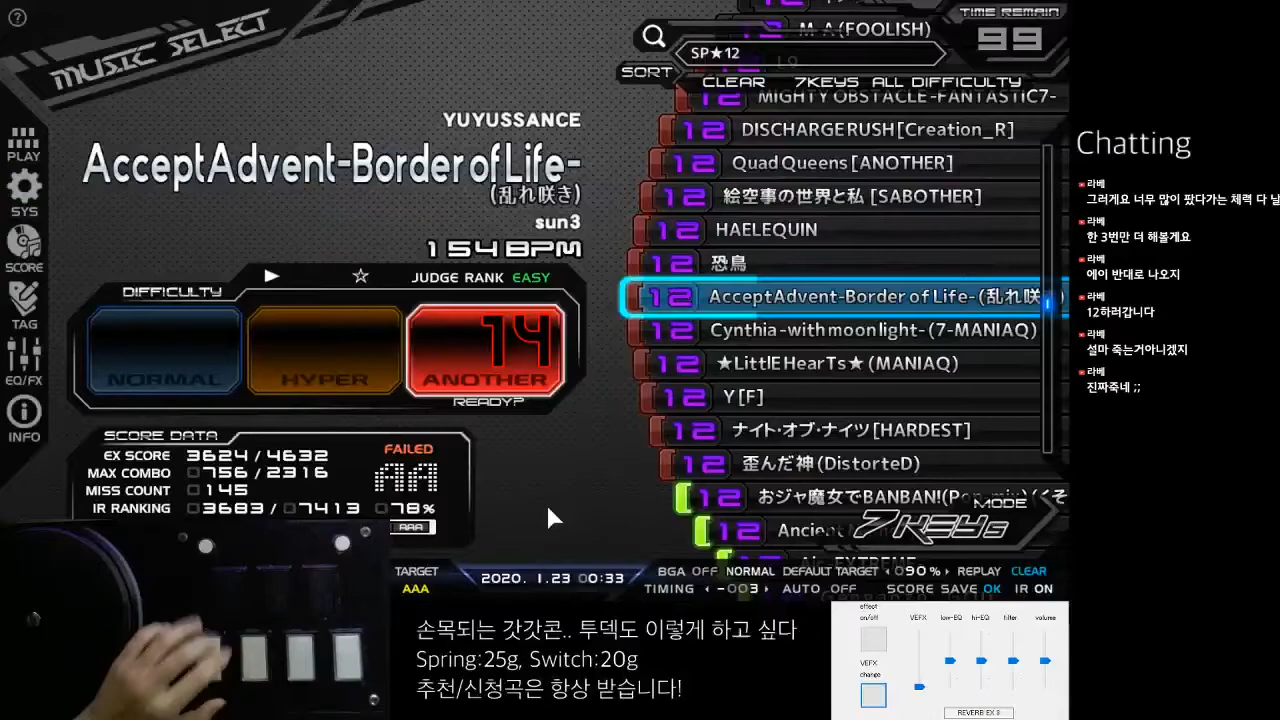 ?
MUSIC SELECT
YUYUSSANCE
AcceptAdvent-Border of Life-
(乱れ咲き)
sun3
154 BPM
JUDGE RANK EASY
DIFFICULTY
NORMAL
HYPER
14
ANOTHER
READY?
SCORE DATA
EX SCORE 3624 / 4632
MAX COMBO 0756 / 2316
MISS COUNT 0145
IR RANKING 03683 / 07413 078%
FAILED
AA
AAA
PLAY
SYS
SCORE
TAG
EQ/FX
INFO
SP★12
SORT
CLEAR 7KEYS ALL DIFFICULTY
TIME REMAIN
99
12 M-A(FOOLISH)
12 MIGHTY OBSTACLE -FANTASTIC7-
12 DISCHARGE RUSH [Creation_R]
12 Quad Queens [ANOTHER]
12 絵空事の世界と私 [SABOTHER]
12 HAELEQUIN
12 恐鳥
12 AcceptAdvent-Border of Life- (乱れ咲
12 Cynthia -with moon light- (7-MANIAQ)
12 ★LittlE HearTs★ (MANIAQ)
12 Y [F]
12 ナイト・オブ・ナイツ [HARDEST]
12 歪んだ神 (DistorteD)
12 おジャ魔女でBANBAN!
12 Ancient
12 Air-EXTREME
MODE
7KEYS
TARGET
AAA
2020. 1.23 00:33
BGA OFF NORMAL DEFAULT TARGET 090% REPLAY CLEAR
TIMING -003 AUTO OFF SCORE SAVE OK IR ON
손목되는 갓갓콘.. 투덱도 이렇게 하고 싶다
Spring:25g, Switch:20g
추천/신청곡은 항상 받습니다!
effect
on/off
VEFX low-EQ hi-EQ filter volume
VEFX
change
REVERB EX 3
Chatting
라베
그러게요 너무 많이 팠다가는 체력 다 날
라베
한 3번만 더 해볼게요
라베
에이 반대로 나오지
라베
12하러갑니다
라베
설마 죽는거아니겠지
라베
진짜죽네 ;;